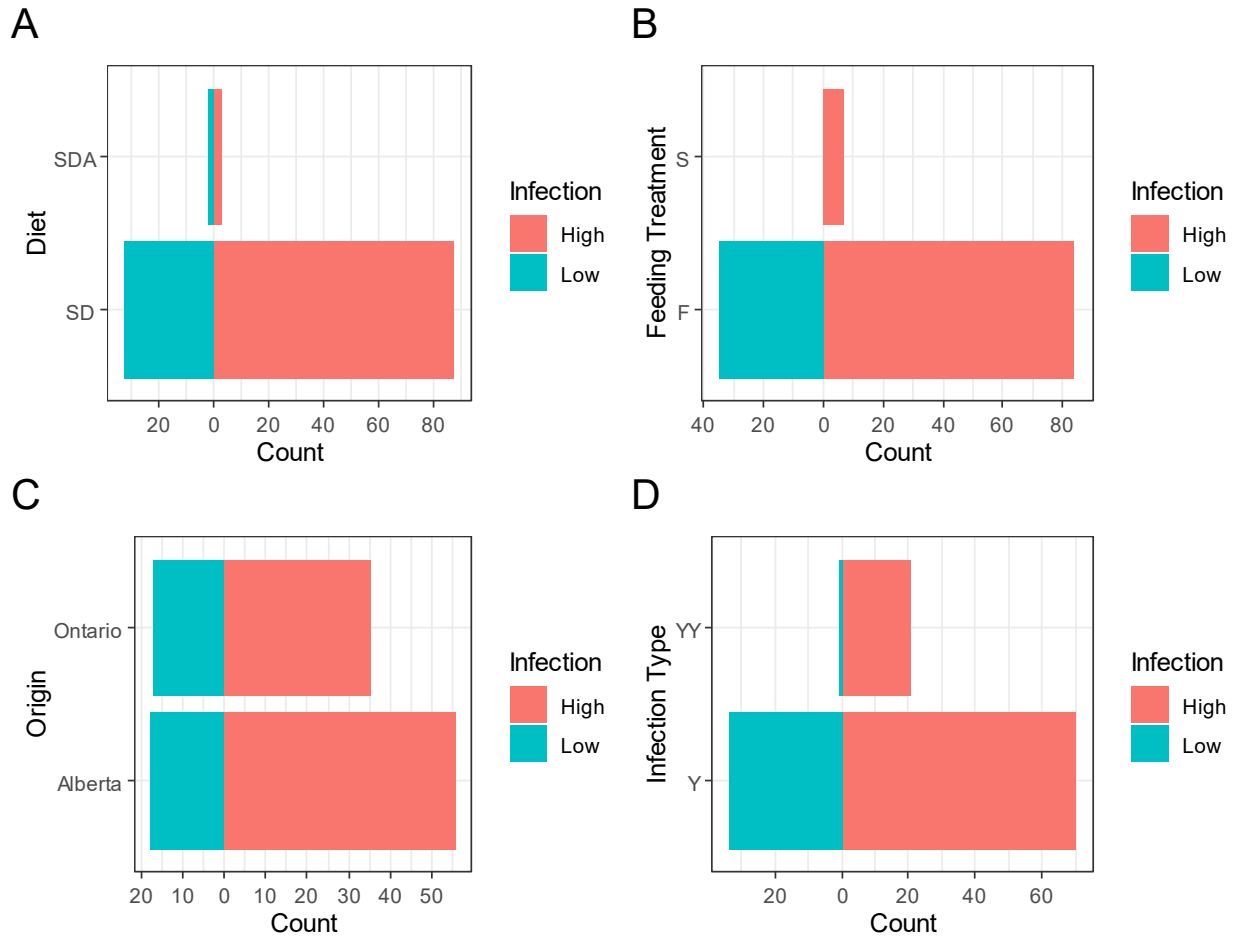 A
Diet
SDA
SD
20 0 20 40 60 80
Count
Infection
High
Low
B
Feeding Treatment
S
F
40 20 0 20 40 60 80
Count
Infection
High
Low
C
Origin
Ontario
Alberta
20 10 0 10 20 30 40 50
Count
Infection
High
Low
D
Infection Type
YY
Y
20 0 20 40 60
Count
Infection
High
Low